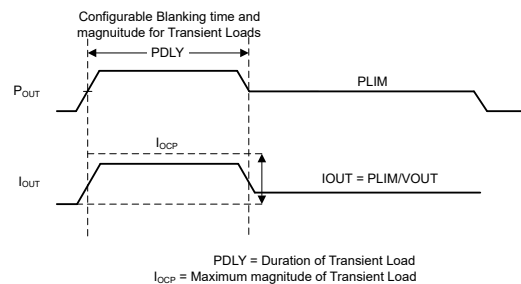 Configurable Blanking time and
magnuitude for Transient Loads
PDLY
POUT
PLIM
IOCP
IOUT
IOUT = PLIM/VOUT
PDLY = Duration of Transient Load
IOCP = Maximum magnitude of Transient Load